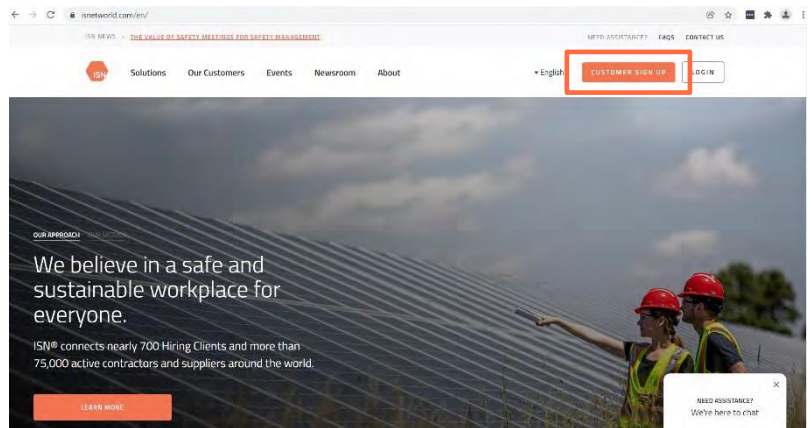 isnetworld.com/en/
ISN NEWS THE VALUE OF SAFETY MEETINGS FOR SAFETY MANAGEMENT NEED ASSISTANCE? FAQS CONTACT US
ISN Solutions Our Customers Events Newsroom About English CUSTOMER SIGN UP LOGIN
OUR APPROACH
We believe in a safe and
sustainable workplace for
everyone.
ISN® connects nearly 700 Hiring Clients and more than
75,000 active contractors and suppliers around the world.
LEARN MORE
NEED ASSISTANCE?
We're here to chat